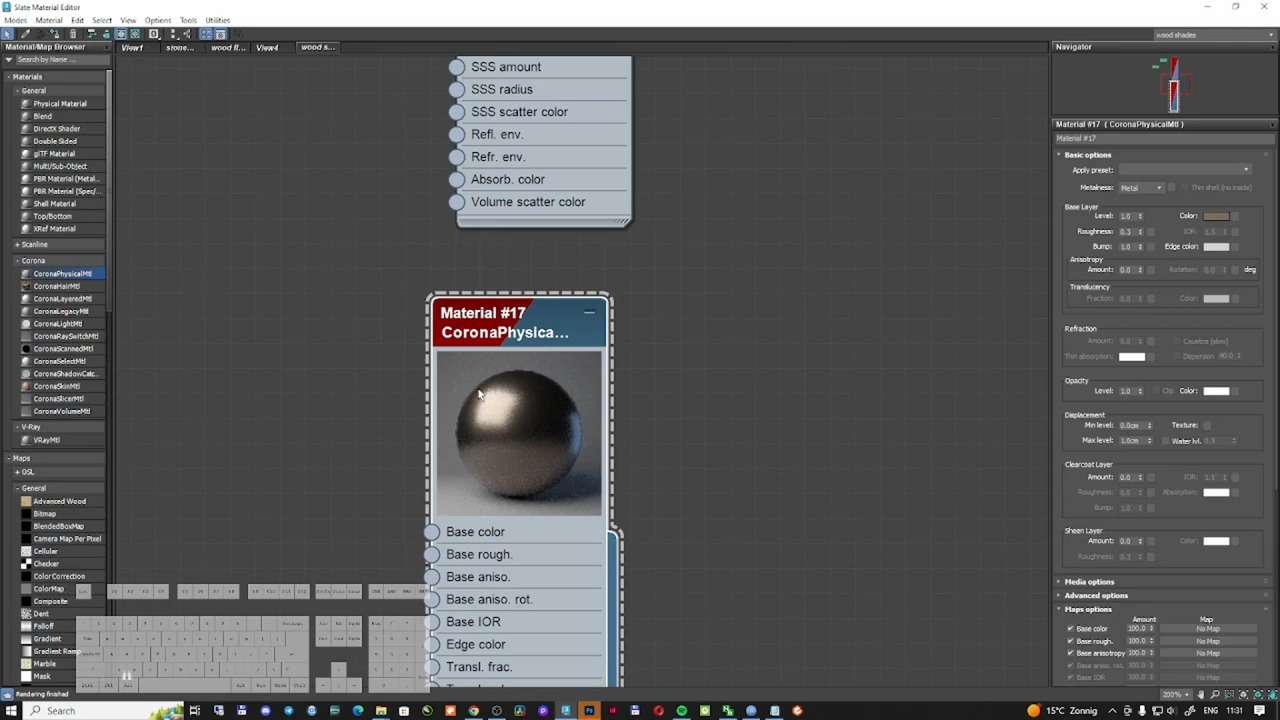 Slate Material Editor
Modes Material Edit Select View Options Tools Utilities
wood shades
Material/Map Browser
View1 stone... wood fl... View4 wood s...
Navigator
Search by Name ...
Materials
General
Physical Material
Blend
DirectX Shader
Double Sided
glTF Material
Multi/Sub-Object
PBR Material (Metal...
PBR Material (Spec/...
Shell Material
Top/Bottom
XRef Material
Scanline
Corona
CoronaPhysicalMtl
CoronaHairMtl
CoronaLayeredMtl
CoronaLegacyMtl
CoronaLightMtl
CoronaRaySwitchMtl
CoronaScannedMtl
CoronaSelectMtl
CoronaShadowCatc...
CoronaSkinMtl
CoronaSlicerMtl
CoronaVolumeMtl
V-Ray
VRayMtl
Maps
OSL
General
Advanced Wood
Bitmap
BlendedBoxMap
Camera Map Per Pixel
Cellular
Checker
ColorCorrection
ColorMap
Composite
Dent
Falloff
Gradient
Gradient Ramp
Marble
Mask
SSS amount
SSS radius
SSS scatter color
Refl. env.
Refr. env.
Absorb. color
Volume scatter color
Material #17
CoronaPhysica...
Base color
Base rough.
Base aniso.
Base aniso. rot.
Base IOR
Edge color
Transl. frac.
Material #17 ( CoronaPhysicalMtl )
Material #17
Basic options
Apply preset:
Metalness: Metal Thin shell (no inside)
Base Layer
Level: 1.0 Color:
Roughness: 0.3 IOR: 1.5
Bump: 1.0 Edge color:
Anisotropy
Amount: 0.0 Rotation: 0.0 deg
Translucency
Fraction: 0.0 Color:
Refraction
Amount: 0.0 Caustics (slow)
Thin absorption: Dispersion 40.0
Opacity
Level: 1.0 Clip Color:
Displacement
Min level: 0.0cm Texture:
Max level: 1.0cm Water lvl. 0.5
Clearcoat Layer
Amount: 0.0 IOR: 1.5
Roughness: 0.0 Absorption:
Bump: 1.0
Sheen Layer
Amount: 0.0 Color:
Roughness: 0.3
Media options
Advanced options
Maps options
Amount Map
Base color 100.0 No Map
Base rough. 100.0 No Map
Base anisotropy 100.0 No Map
Base aniso. rot. 100.0 No Map
Base IOR 100.0 No Map
Rendering finished
200%
Search
15°C Zonnig
ENG
11:31